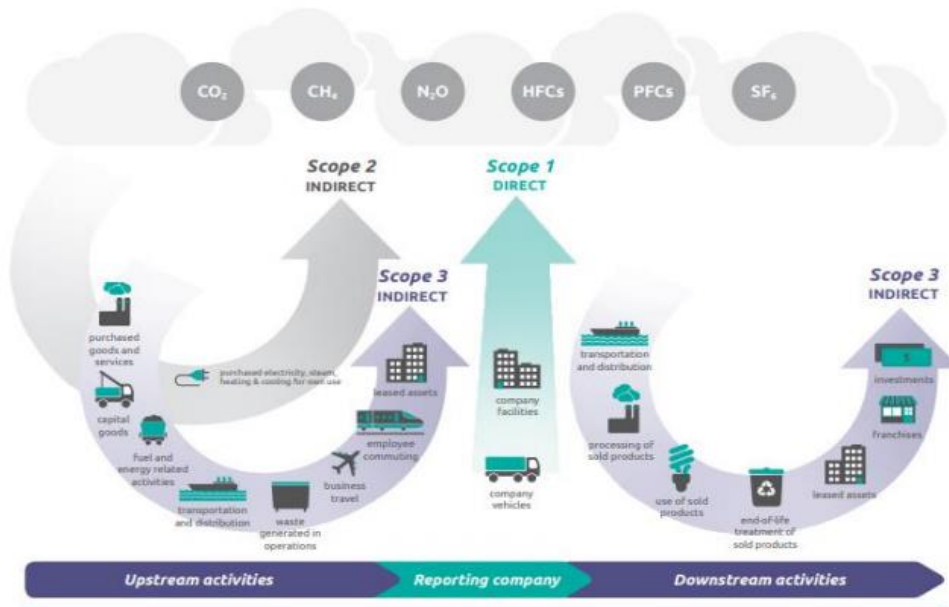 CO₂
CH₄
N₂O
HFCs
PFCs
SF₆
Scope 2
INDIRECT
Scope 1
DIRECT
Scope 3
INDIRECT
Scope 3
INDIRECT
purchased
goods and
services
capital
goods
fuel and
energy related
activities
transportation
and distribution
waste
generated in
operations
business
travel
employee
commuting
leased assets
purchased electricity, steam,
heating & cooling for own use
company
facilities
company
vehicles
transportation
and distribution
processing of
sold products
use of sold
products
end-of-life
treatment of
sold products
leased assets
franchises
$
investments
Upstream activities
Reporting company
Downstream activities